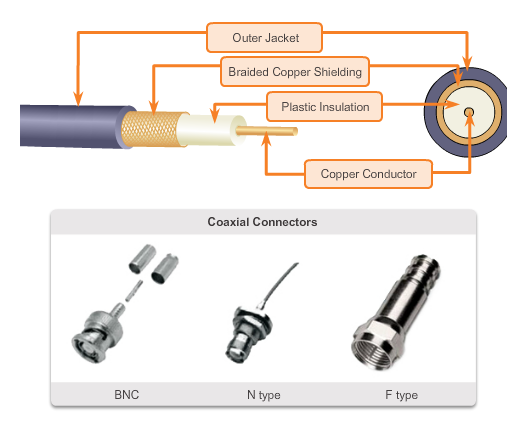 Outer Jacket
Braided Copper Shielding
Plastic Insulation
Copper Conductor
Coaxial Connectors
BNC
N type
F type